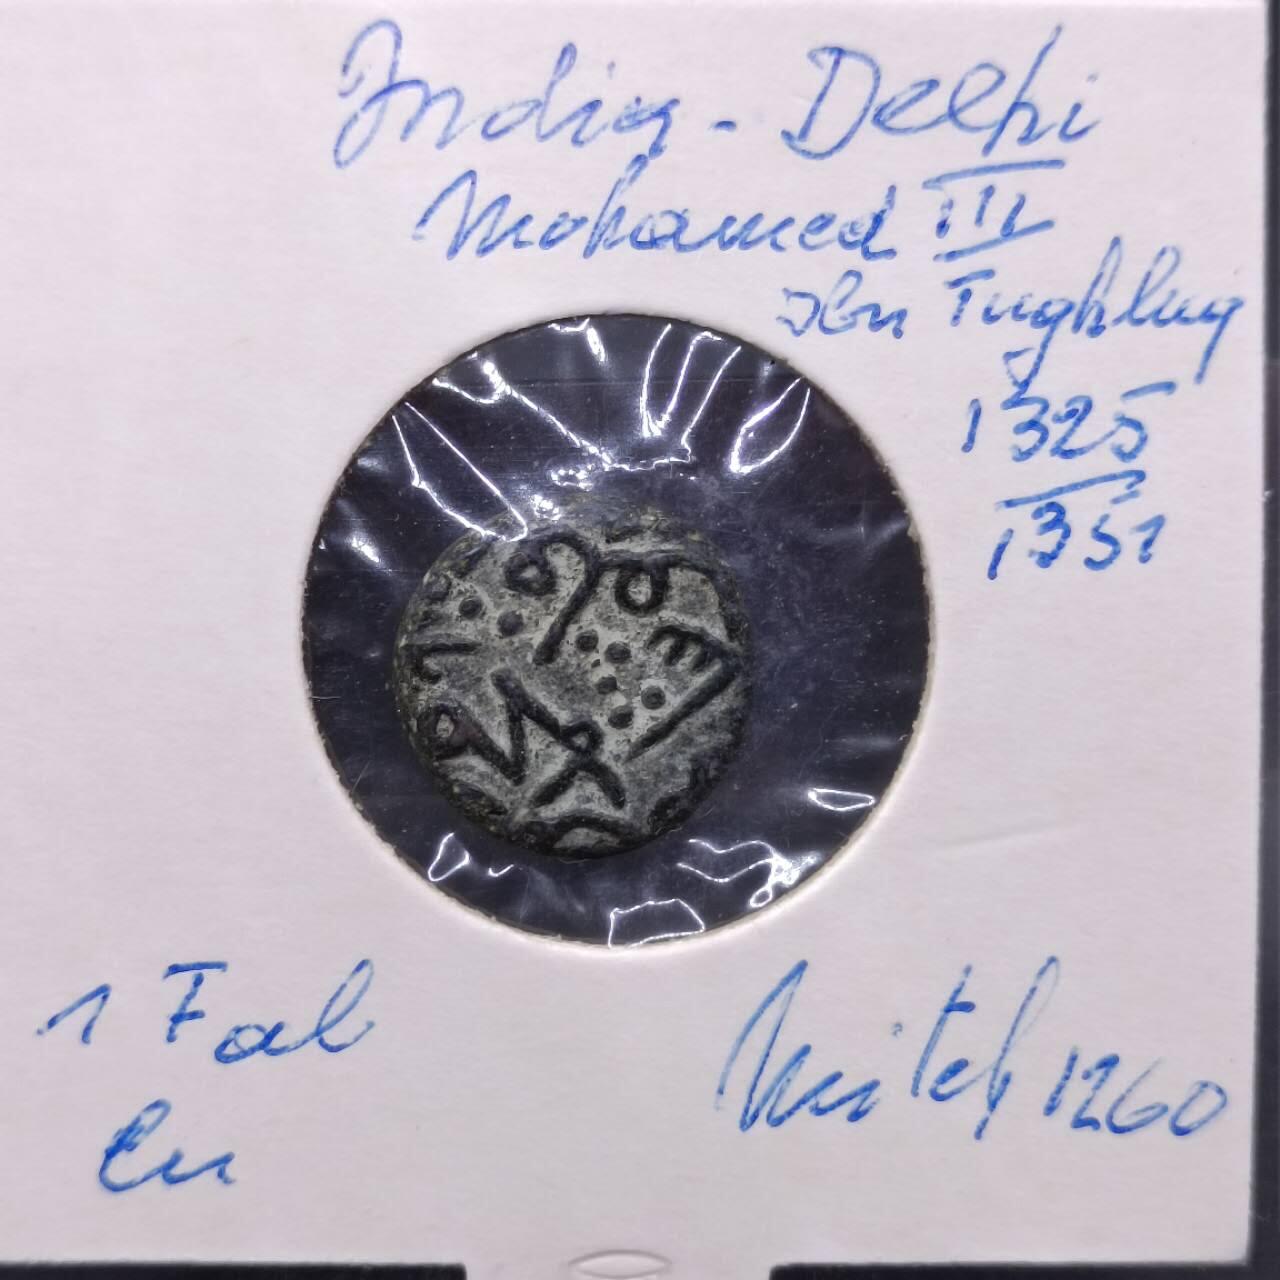 India - Delhi
Mohamed III
Ibn Tughluq
1325
1351
1 Fal
Cu
Mitch 1260